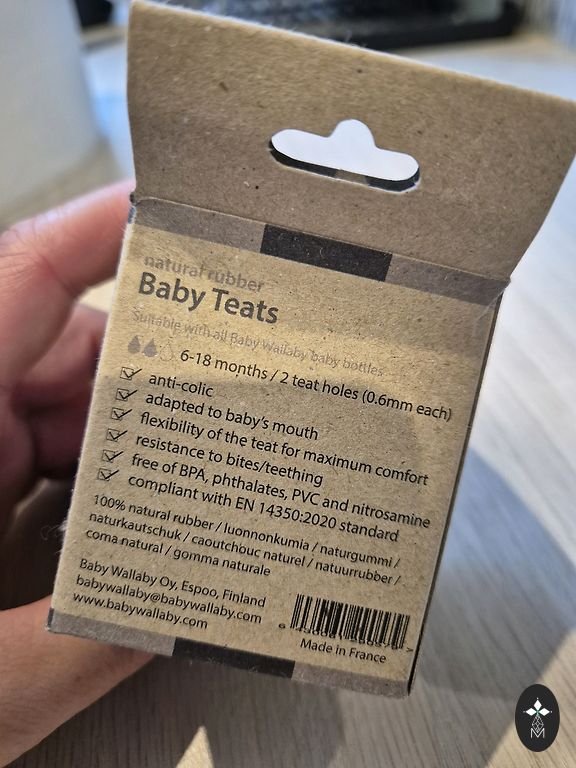 natural rubber
Baby Teats
Suitable with all Baby Wallaby baby bottles
6-18 months / 2 teat holes (0.6mm each)
anti-colic
adapted to baby's mouth
flexibility of the teat for maximum comfort
resistance to bites/teething
free of BPA, phthalates, PVC and nitrosamine
compliant with EN 14350:2020 standard
100% natural rubber / luonnonkumia / naturgummi /
naturkautschuk / caoutchouc naturel / natuurrubber /
coma natural / gomma naturale
Baby Wallaby Oy, Espoo, Finland
babywallaby@babywallaby.com
www.babywallaby.com
Made in France